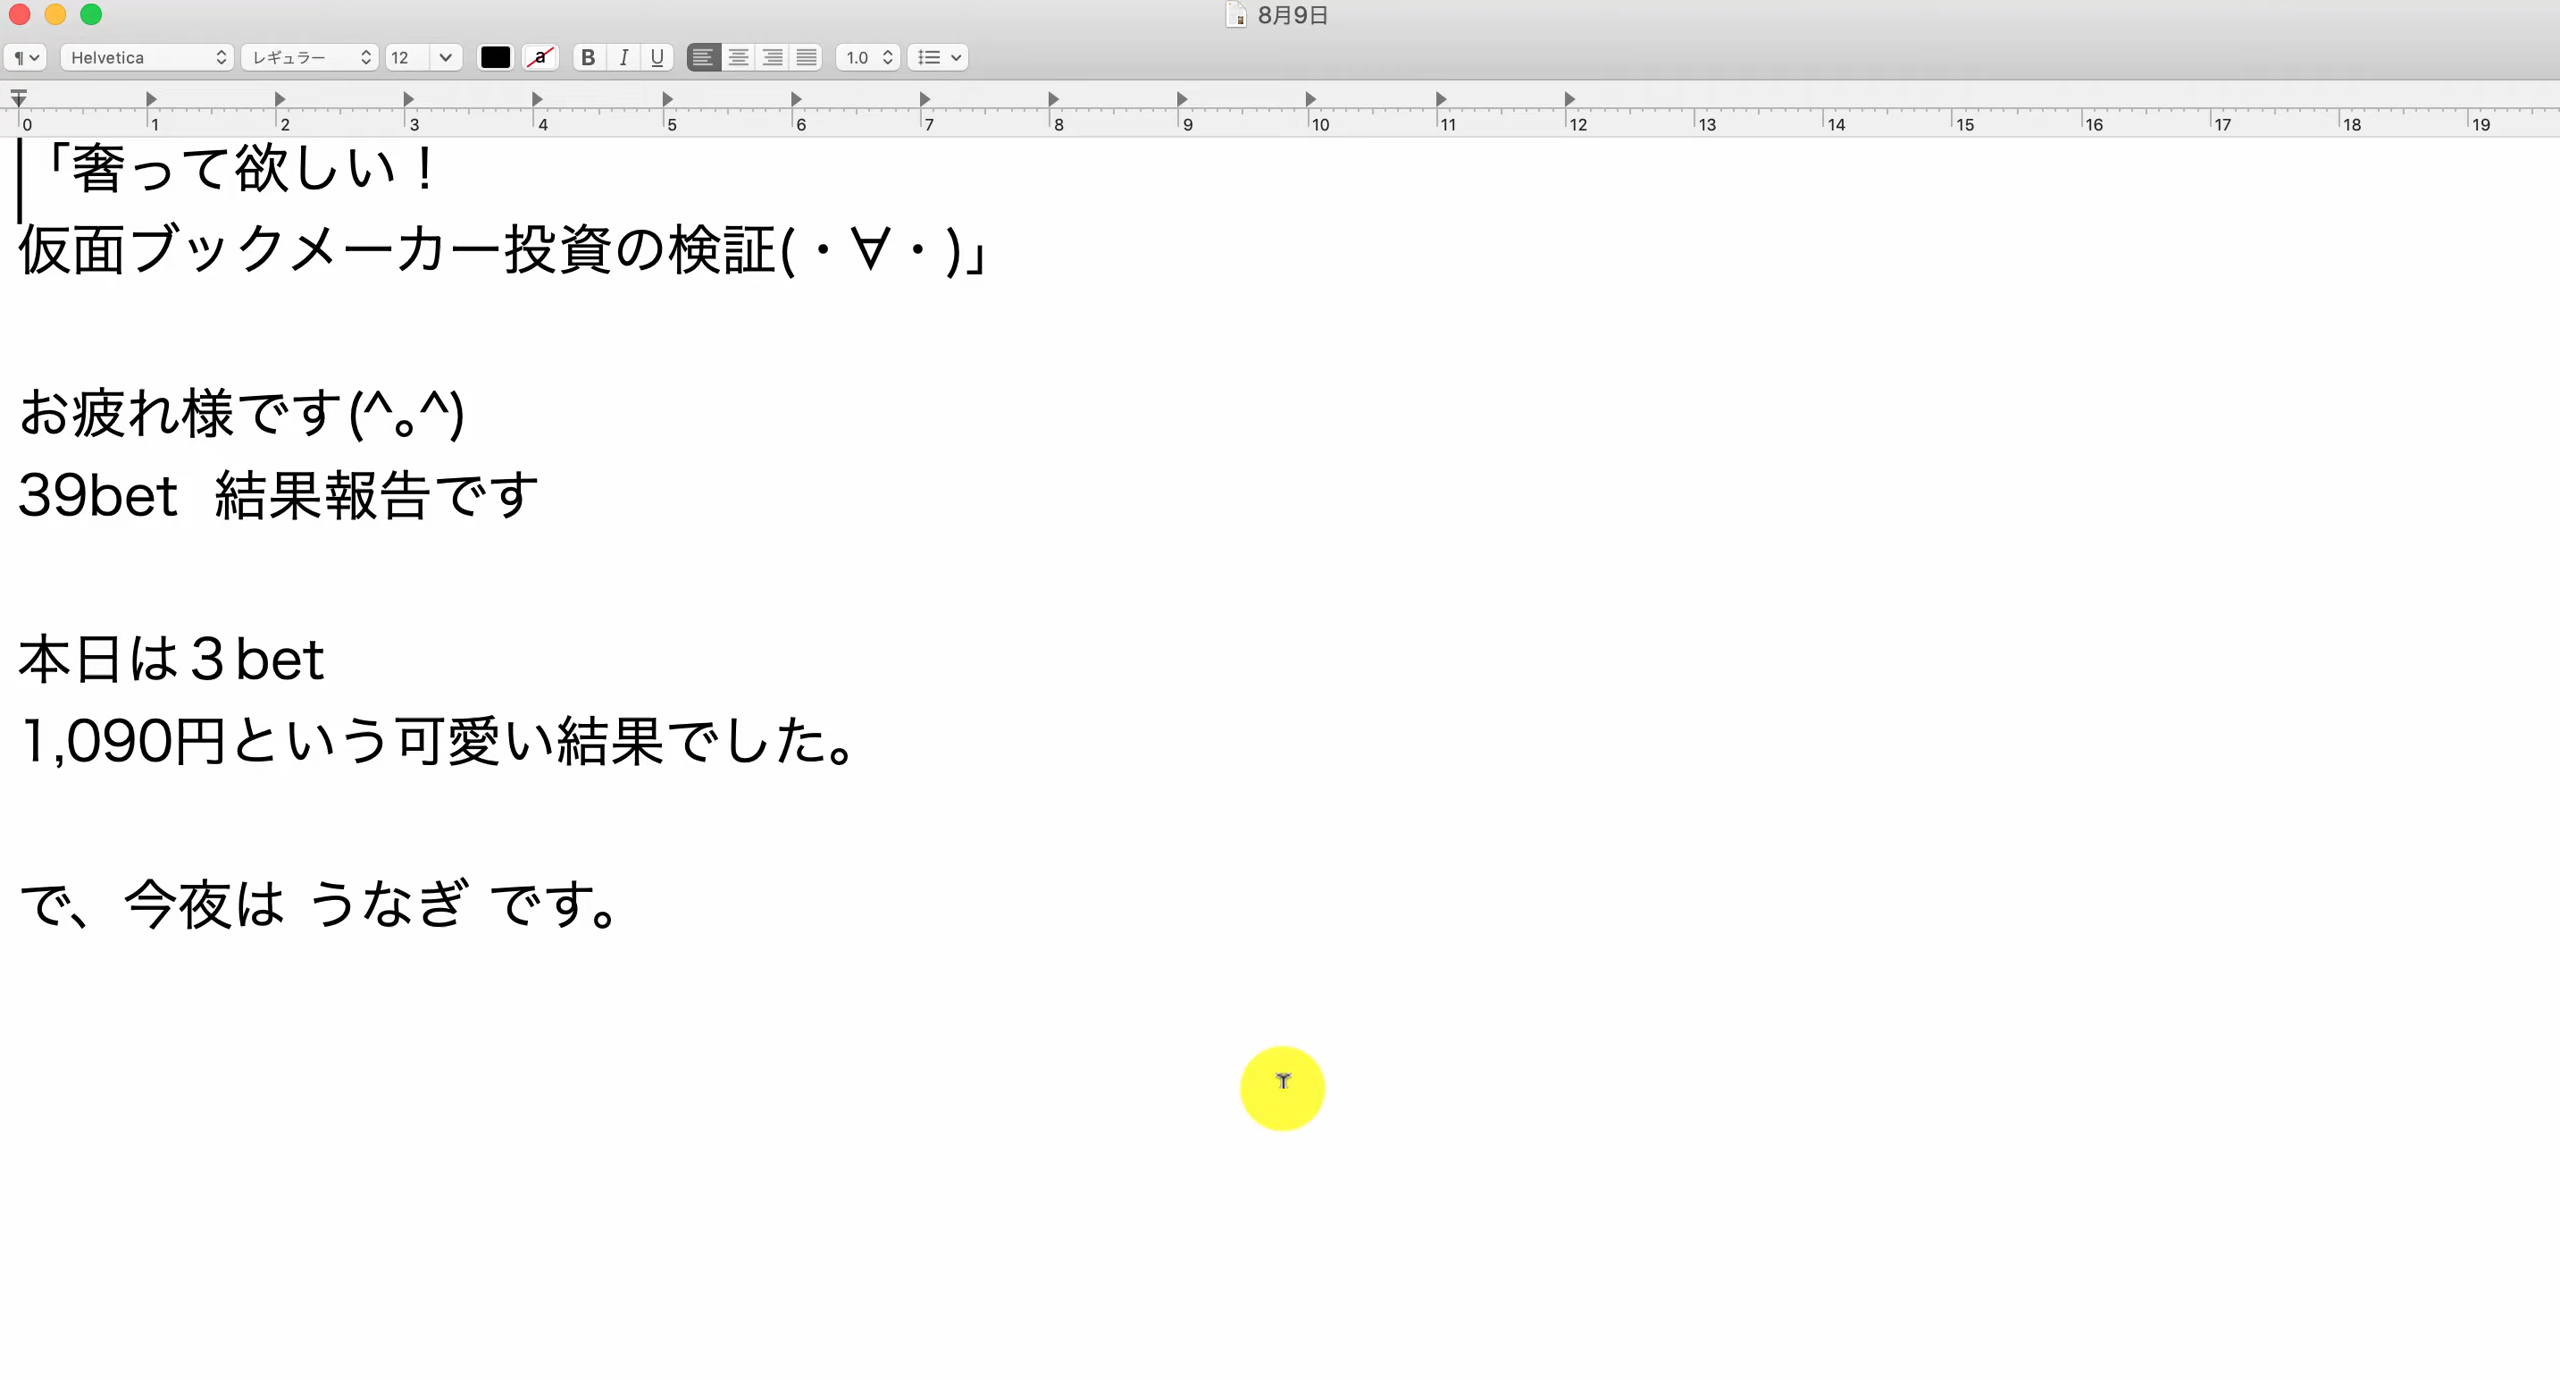 8月9日
¶ Helvetica レギュラー 12 a B I U 1.0
0 1 2 3 4 5 6 7 8 9 10 11 12 13 14 15 16 17 18 19
「奢って欲しい！
仮面ブックメーカー投資の検証(・∀・)」
お疲れ様です(^｡^)
39bet 結果報告です
本日は３bet
1,090円という可愛い結果でした。
で、今夜は うなぎ です。